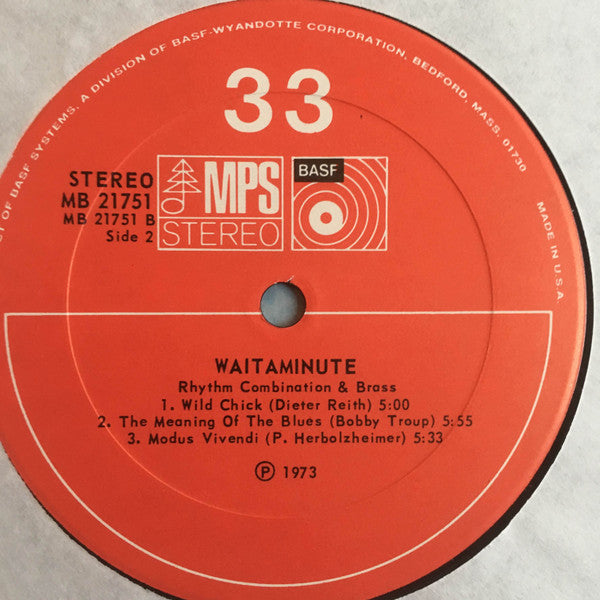 ST OF BASF SYSTEMS, A DIVISION OF BASF-WYANDOTTE CORPORATION, BEDFORD, MASS. 01730
MADE IN U.S.A.
33
STEREO
MB 21751
MB 21751 B
Side 2
MPS
STEREO
BASF
WAITAMINUTE
Rhythm Combination & Brass
1. Wild Chick (Dieter Reith) 5:00
2. The Meaning Of The Blues (Bobby Troup) 5:55
3. Modus Vivendi (P. Herbolzheimer) 5:33
Ⓟ 1973